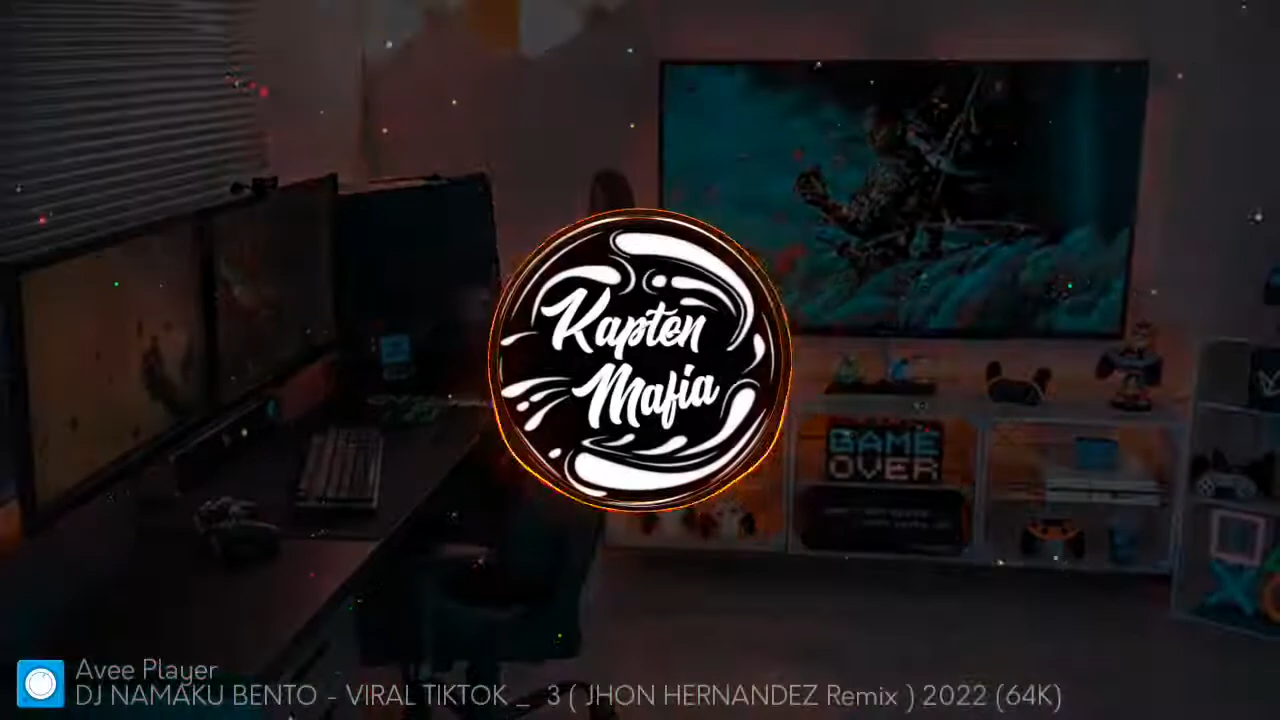 Kapten
Mafia
GAME
OVER
Avee Player
DJ NAMAKU BENTO - VIRAL TIKTOK _ 3 ( JHON HERNANDEZ Remix ) 2022 (64K)